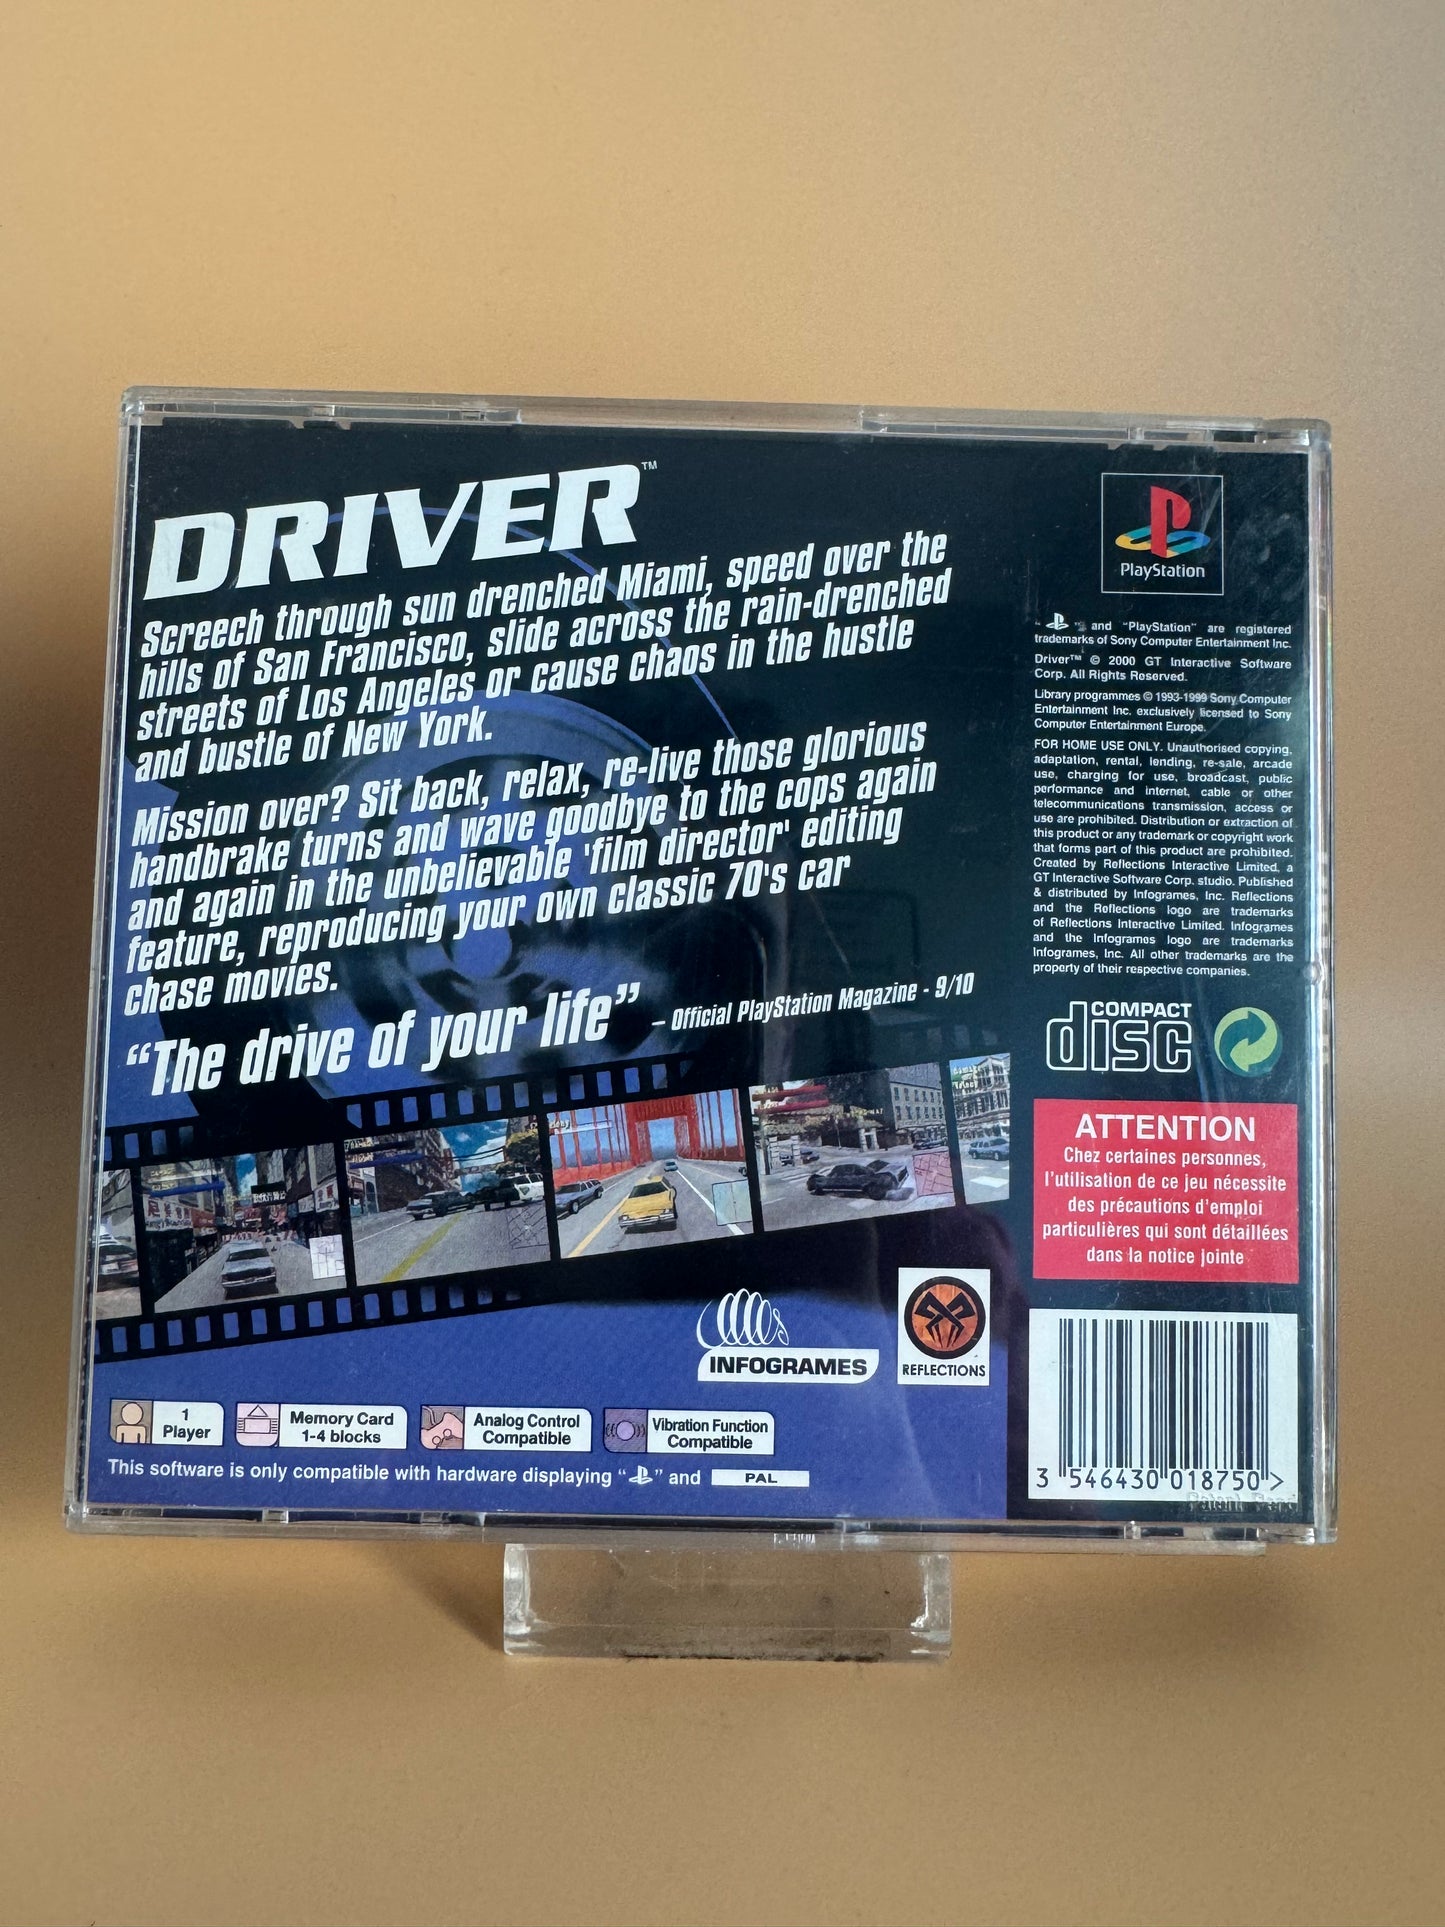 DRIVER™
Screech through sun drenched Miami, speed over the
hills of San Francisco, slide across the rain-drenched
streets of Los Angeles or cause chaos in the hustle
and bustle of New York.
Mission over? Sit back, relax, re-live those glorious
handbrake turns and wave goodbye to the cops again
and again in the unbelievable 'film director' editing
feature, reproducing your own classic 70's car
chase movies.
“The drive of your life” – Official PlayStation Magazine - 9/10
INFOGRAMES
REFLECTIONS
1
Player
Memory Card
1-4 blocks
Analog Control
Compatible
Vibration Function
Compatible
This software is only compatible with hardware displaying “ ” and PAL
PlayStation
“ ” and “PlayStation” are registered
trademarks of Sony Computer Entertainment Inc.
Driver™ © 2000 GT Interactive Software
Corp. All Rights Reserved.
Library programmes © 1993-1999 Sony Computer
Entertainment Inc. exclusively licensed to Sony
Computer Entertainment Europe.
FOR HOME USE ONLY. Unauthorised copying,
adaptation, rental, lending, re-sale, arcade
use, charging for use, broadcast, public
performance and internet, cable or other
telecommunications transmission, access or
use are prohibited. Distribution or extraction of
this product or any trademark or copyright work
that forms part of this product are prohibited.
Created by Reflections Interactive Limited, a
GT Interactive Software Corp. studio. Published
& distributed by Infogrames, Inc. Reflections
and the Reflections logo are trademarks
of Reflections Interactive Limited. Infogrames
and the Infogrames logo are trademarks
Infogrames, Inc. All other trademarks are the
property of their respective companies.
COMPACT
disc
ATTENTION
Chez certaines personnes,
l'utilisation de ce jeu nécessite
des précautions d'emploi
particulières qui sont détaillées
dans la notice jointe
3 546430 018750 >